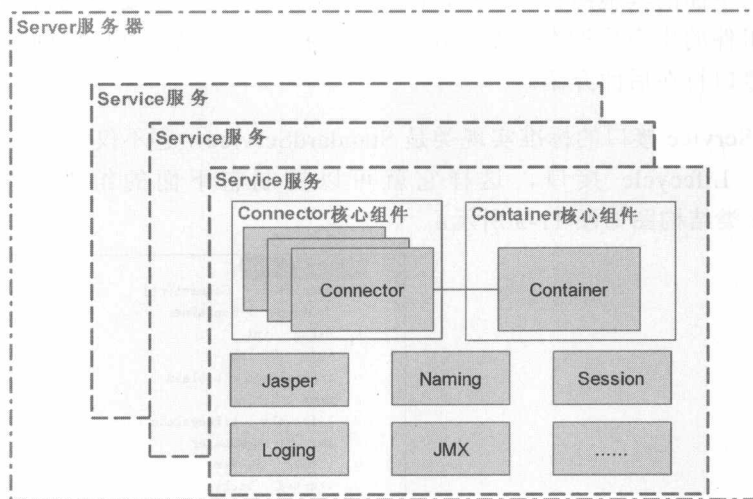 Server服务器
Service服务
Service服务
Service服务
Connector核心组件
Container核心组件
Connector
Container
Jasper
Naming
Session
Loging
JMX
......